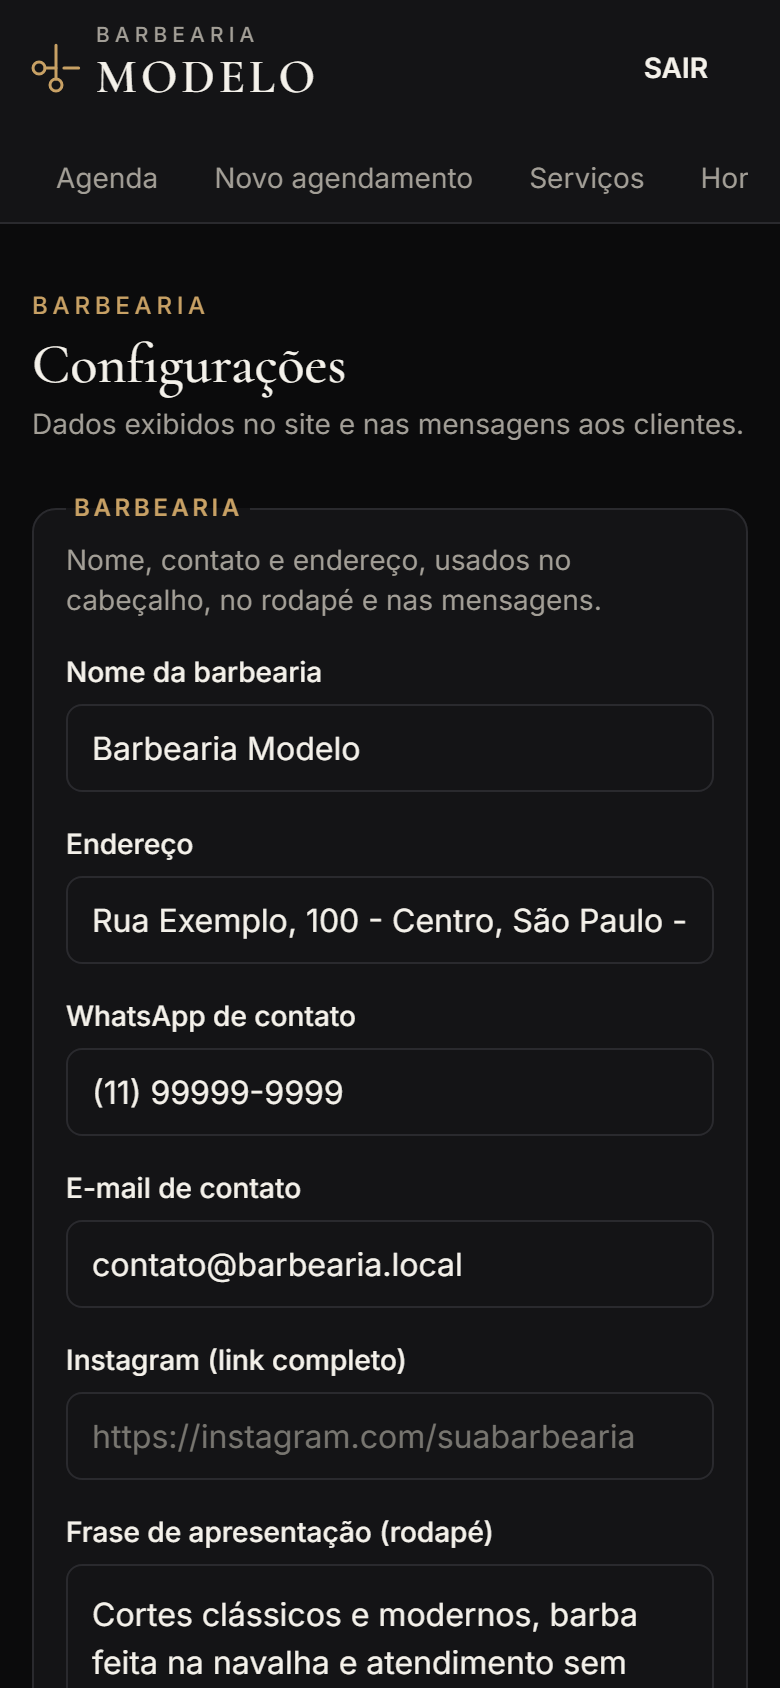 BARBEARIA
MODELO
SAIR
Agenda Novo agendamento Serviços Hor
BARBEARIA
Configurações
Dados exibidos no site e nas mensagens aos clientes.
BARBEARIA
Nome, contato e endereço, usados no
cabeçalho, no rodapé e nas mensagens.
Nome da barbearia
Barbearia Modelo
Endereço
Rua Exemplo, 100 - Centro, São Paulo -
WhatsApp de contato
(11) 99999-9999
E-mail de contato
contato@barbearia.local
Instagram (link completo)
https://instagram.com/suabarbearia
Frase de apresentação (rodapé)
Cortes clássicos e modernos, barba
feita na navalha e atendimento sem